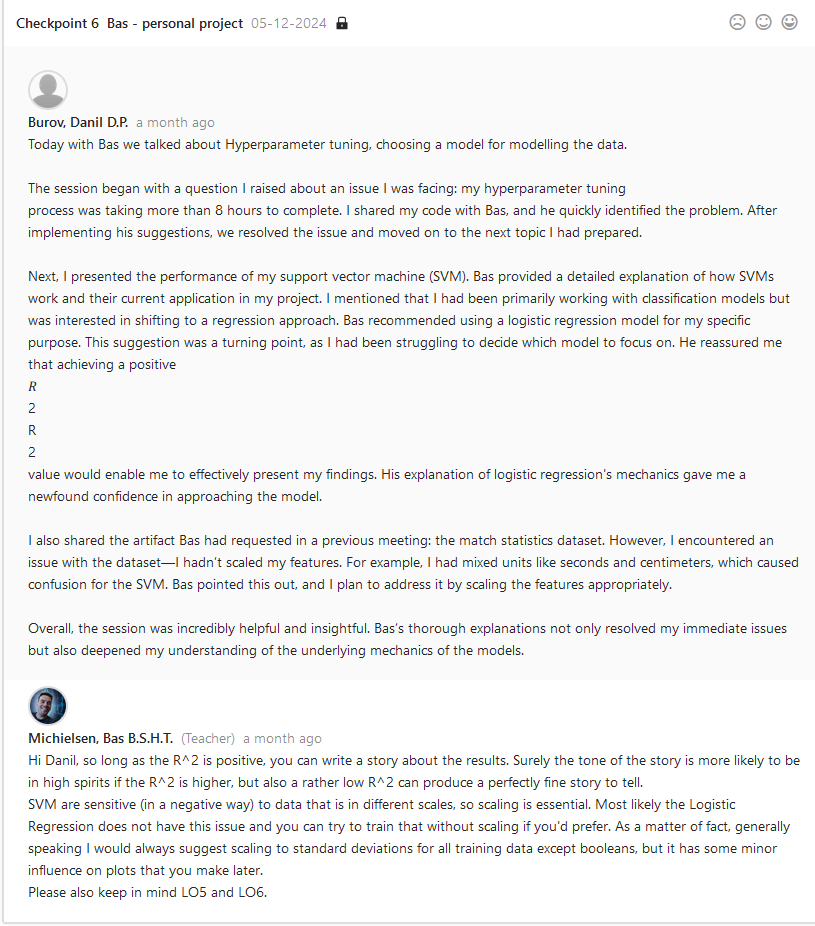 Checkpoint 6 Bas - personal project 05-12-2024
Burov, Danil D.P. a month ago
Today with Bas we talked about Hyperparameter tuning, choosing a model for modelling the data.
The session began with a question I raised about an issue I was facing: my hyperparameter tuning
process was taking more than 8 hours to complete. I shared my code with Bas, and he quickly identified the problem. After
implementing his suggestions, we resolved the issue and moved on to the next topic I had prepared.
Next, I presented the performance of my support vector machine (SVM). Bas provided a detailed explanation of how SVMs
work and their current application in my project. I mentioned that I had been primarily working with classification models but
was interested in shifting to a regression approach. Bas recommended using a logistic regression model for my specific
purpose. This suggestion was a turning point, as I had been struggling to decide which model to focus on. He reassured me
that achieving a positive
R
2
R
2
value would enable me to effectively present my findings. His explanation of logistic regression's mechanics gave me a
newfound confidence in approaching the model.
I also shared the artifact Bas had requested in a previous meeting: the match statistics dataset. However, I encountered an
issue with the dataset—I hadn't scaled my features. For example, I had mixed units like seconds and centimeters, which caused
confusion for the SVM. Bas pointed this out, and I plan to address it by scaling the features appropriately.
Overall, the session was incredibly helpful and insightful. Bas's thorough explanations not only resolved my immediate issues
but also deepened my understanding of the underlying mechanics of the models.
Michielsen, Bas B.S.H.T. (Teacher) a month ago
Hi Danil, so long as the R^2 is positive, you can write a story about the results. Surely the tone of the story is more likely to be
in high spirits if the R^2 is higher, but also a rather low R^2 can produce a perfectly fine story to tell.
SVM are sensitive (in a negative way) to data that is in different scales, so scaling is essential. Most likely the Logistic
Regression does not have this issue and you can try to train that without scaling if you'd prefer. As a matter of fact, generally
speaking I would always suggest scaling to standard deviations for all training data except booleans, but it has some minor
influence on plots that you make later.
Please also keep in mind LO5 and LO6.